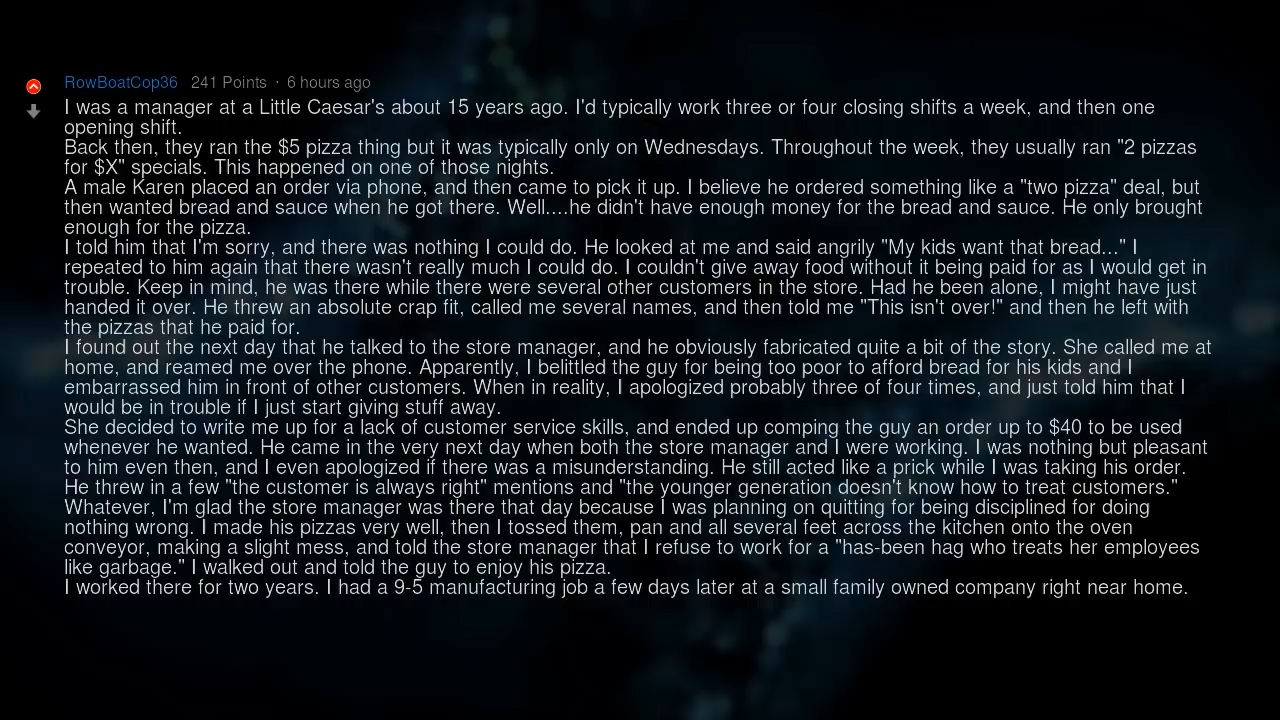 RowBoatCop36 241 Points · 6 hours ago
I was a manager at a Little Caesar's about 15 years ago. I'd typically work three or four closing shifts a week, and then one
opening shift.
Back then, they ran the $5 pizza thing but it was typically only on Wednesdays. Throughout the week, they usually ran "2 pizzas
for $X" specials. This happened on one of those nights.
A male Karen placed an order via phone, and then came to pick it up. I believe he ordered something like a "two pizza" deal, but
then wanted bread and sauce when he got there. Well....he didn't have enough money for the bread and sauce. He only brought
enough for the pizza.
I told him that I'm sorry, and there was nothing I could do. He looked at me and said angrily "My kids want that bread..." I
repeated to him again that there wasn't really much I could do. I couldn't give away food without it being paid for as I would get in
trouble. Keep in mind, he was there while there were several other customers in the store. Had he been alone, I might have just
handed it over. He threw an absolute crap fit, called me several names, and then told me "This isn't over!" and then he left with
the pizzas that he paid for.
I found out the next day that he talked to the store manager, and he obviously fabricated quite a bit of the story. She called me at
home, and reamed me over the phone. Apparently, I belittled the guy for being too poor to afford bread for his kids and I
embarrassed him in front of other customers. When in reality, I apologized probably three of four times, and just told him that I
would be in trouble if I just start giving stuff away.
She decided to write me up for a lack of customer service skills, and ended up comping the guy an order up to $40 to be used
whenever he wanted. He came in the very next day when both the store manager and I were working. I was nothing but pleasant
to him even then, and I even apologized if there was a misunderstanding. He still acted like a prick while I was taking his order.
He threw in a few "the customer is always right" mentions and "the younger generation doesn't know how to treat customers."
Whatever, I'm glad the store manager was there that day because I was planning on quitting for being disciplined for doing
nothing wrong. I made his pizzas very well, then I tossed them, pan and all several feet across the kitchen onto the oven
conveyor, making a slight mess, and told the store manager that I refuse to work for a "has-been hag who treats her employees
like garbage." I walked out and told the guy to enjoy his pizza.
I worked there for two years. I had a 9-5 manufacturing job a few days later at a small family owned company right near home.